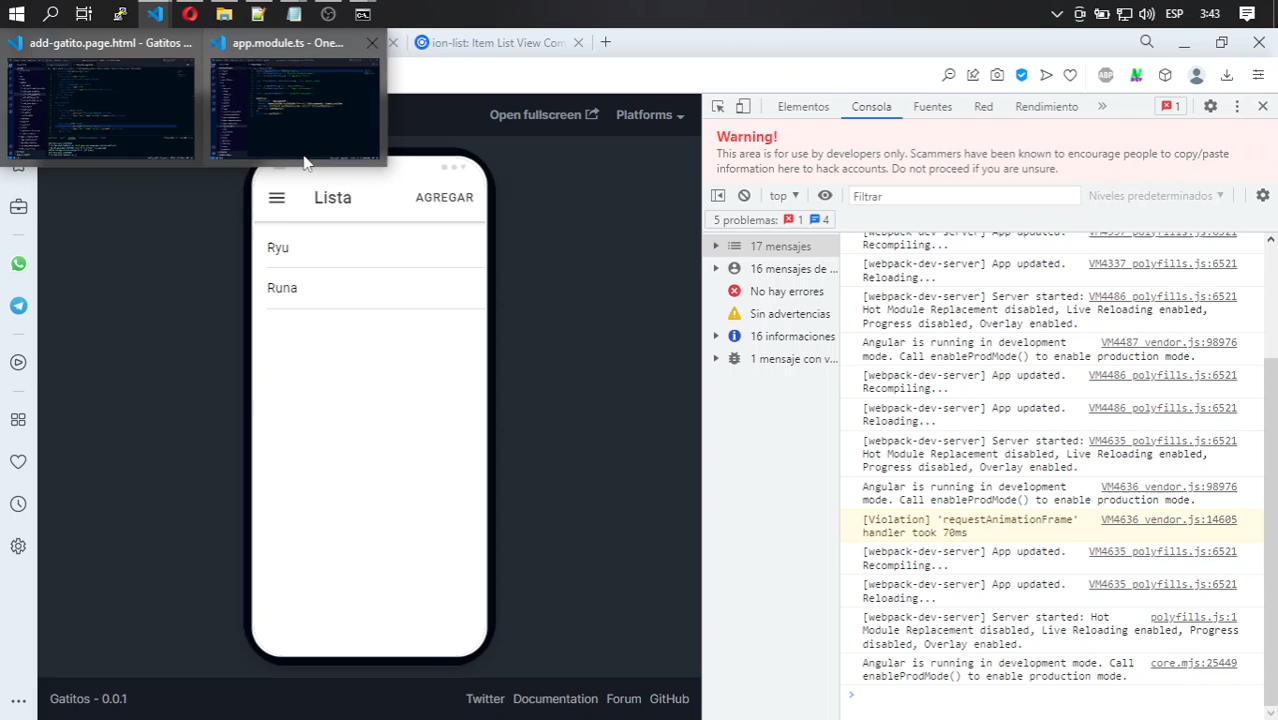 ESP 3:43
add-gatito.page.html - Gatitos ...
app.module.ts - One...
ion-list: Item List View Com
Open fullscreen
Platforms
Warning!
This area is for use by developers only. Scammers have been known to encourage people to copy/paste
information here to hack accounts. Do not proceed if you are unsure.
top
Filtrar
Niveles predeterminados
5 problemas: 1 4
17 mensajes
16 mensajes de ...
No hay errores
Sin advertencias
16 informaciones
1 mensaje con v...
Recompiling...
[webpack-dev-server] App updated. VM4337 polyfills.js:6521
Reloading...
[webpack-dev-server] Server started: VM4486 polyfills.js:6521
Hot Module Replacement disabled, Live Reloading enabled,
Progress disabled, Overlay enabled.
Angular is running in development VM4487 vendor.js:98976
mode. Call enableProdMode() to enable production mode.
[webpack-dev-server] App updated. VM4486 polyfills.js:6521
Recompiling...
[webpack-dev-server] App updated. VM4486 polyfills.js:6521
Reloading...
[webpack-dev-server] Server started: VM4635 polyfills.js:6521
Hot Module Replacement disabled, Live Reloading enabled,
Progress disabled, Overlay enabled.
Angular is running in development VM4636 vendor.js:98976
mode. Call enableProdMode() to enable production mode.
[Violation] 'requestAnimationFrame' VM4636 vendor.js:14605
handler took 70ms
[webpack-dev-server] App updated. VM4635 polyfills.js:6521
Recompiling...
[webpack-dev-server] App updated. VM4635 polyfills.js:6521
Reloading...
[webpack-dev-server] Server started: Hot polyfills.js:1
Module Replacement disabled, Live Reloading enabled, Progress
disabled, Overlay enabled.
Angular is running in development mode. Call core.mjs:25449
enableProdMode() to enable production mode.
Lista
AGREGAR
Ryu
Runa
Gatitos - 0.0.1
Twitter Documentation Forum GitHub